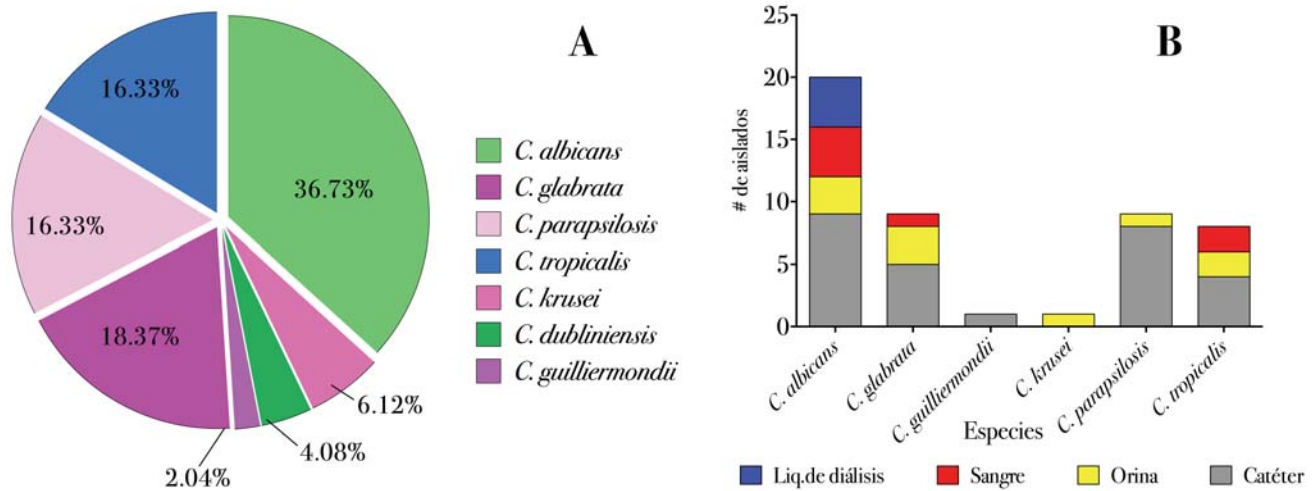 A
16.33%
36.73%
16.33%
18.37%
6.12%
4.08%
2.04%
C. albicans
C. glabrata
C. parapsilosis
C. tropicalis
C. krusei
C. dubliniensis
C. guilliermondii
B
# de aislados
25
20
15
10
5
0
C. albicans
C. glabrata
C. guilliermondii
C. krusei
C. parapsilosis
C. tropicalis
Especies
Liq.de diálisis
Sangre
Orina
Catéter